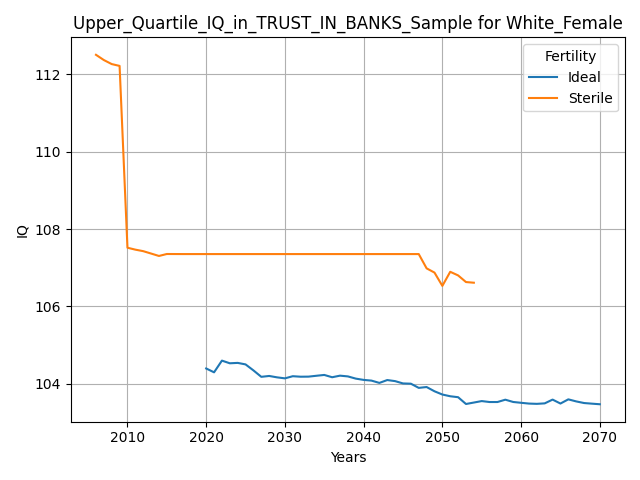 Upper_Quartile_IQ_in_TRUST_IN_BANKS_Sample for White_Female
Fertility
Ideal
Sterile
112
110
108
106
104
IQ
2010 2020 2030 2040 2050 2060 2070
Years